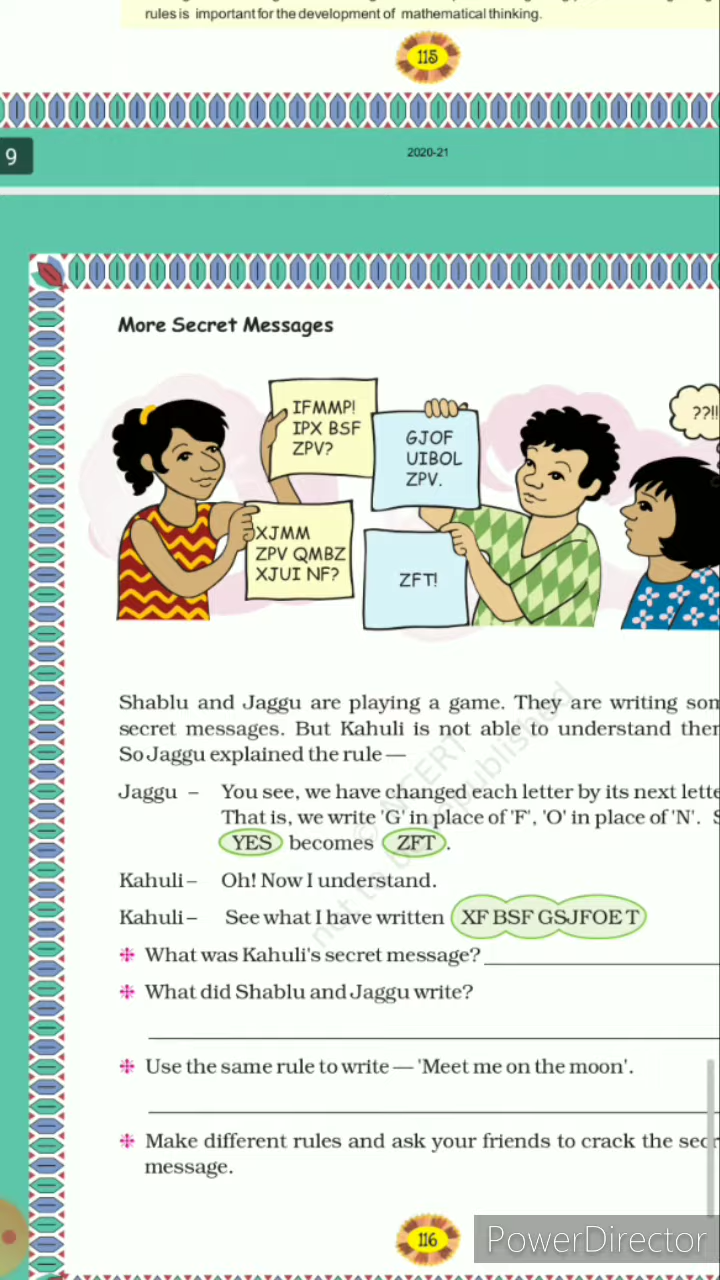 rules is important for the development of mathematical thinking.
115
9
2020-21
More Secret Messages
IFMMP!
IPX BSF
ZPV?
GJOF
UIBOL
ZPV.
??!!
XJMM
ZPV QMBZ
XJUI NF?
ZFT!
Shablu and Jaggu are playing a game. They are writing
secret messages. But Kahuli is not able to understand
So Jaggu explained the rule —
Jaggu – You see, we have changed each letter by its next
That is, we write 'G' in place of 'F', 'O' in place of 'N'.
YES becomes ZFT.
Kahuli – Oh! Now I understand.
Kahuli – See what I have written XF BSF GSJFOE T
What was Kahuli's secret message?
What did Shablu and Jaggu write?
Use the same rule to write — 'Meet me on the moon'.
Make different rules and ask your friends to crack the
message.
© NCERT
not to be republished
116
PowerDirector